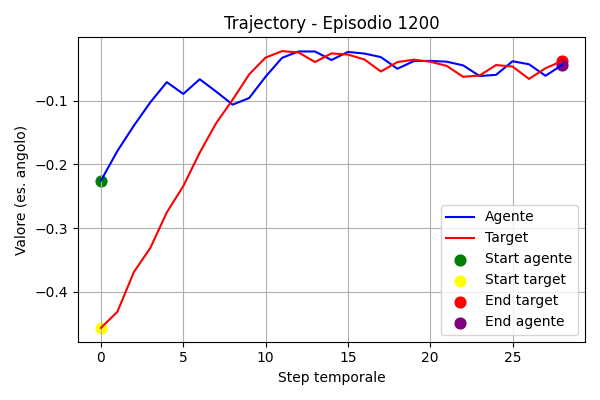 Trajectory - Episodio 1200
Valore (es. angolo)
−0.1
−0.2
−0.3
−0.4
0 5 10 15 20 25
Step temporale
Agente
Target
Start agente
Start target
End target
End agente